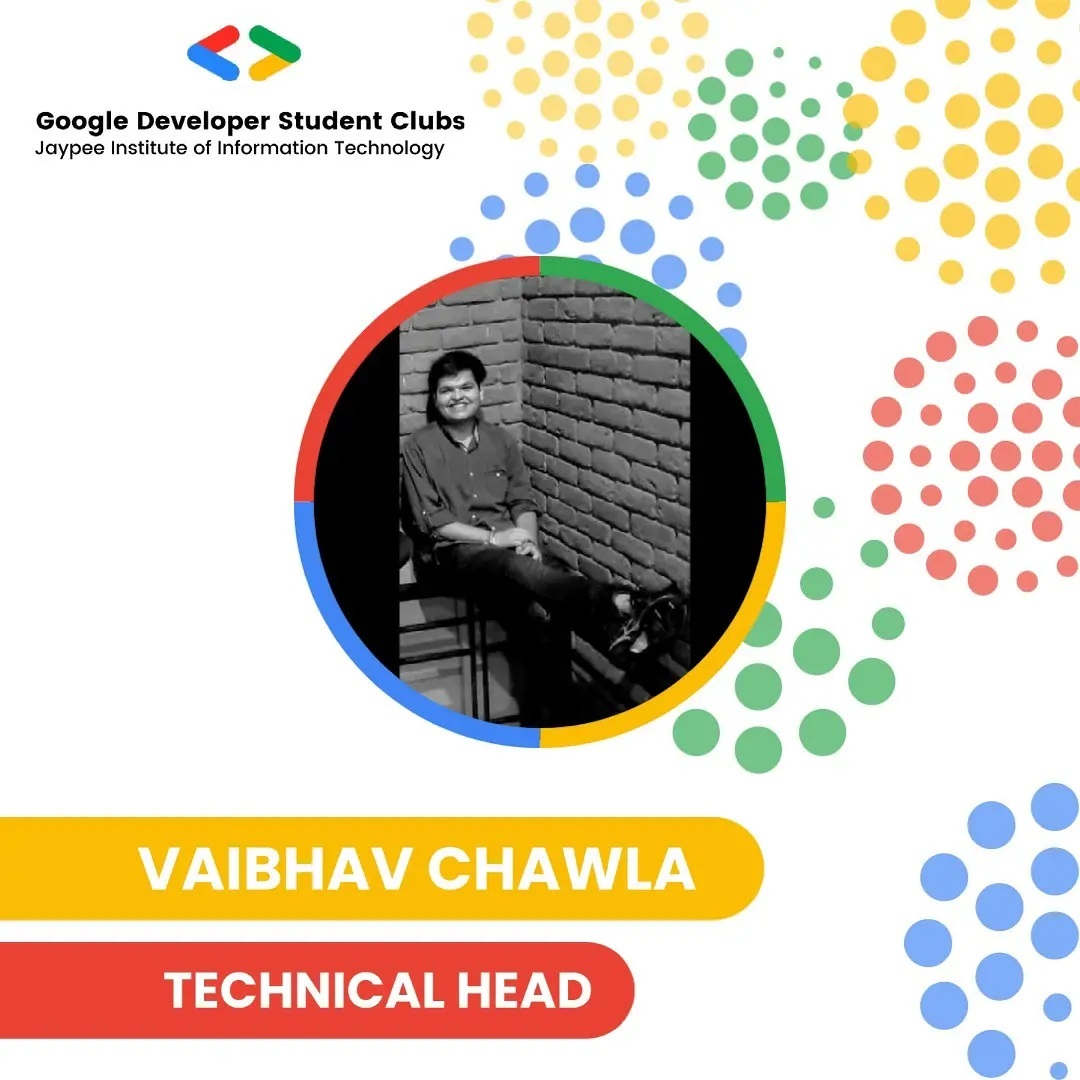 Google Developer Student Clubs
Jaypee Institute of Information Technology
VAIBHAV CHAWLA
TECHNICAL HEAD